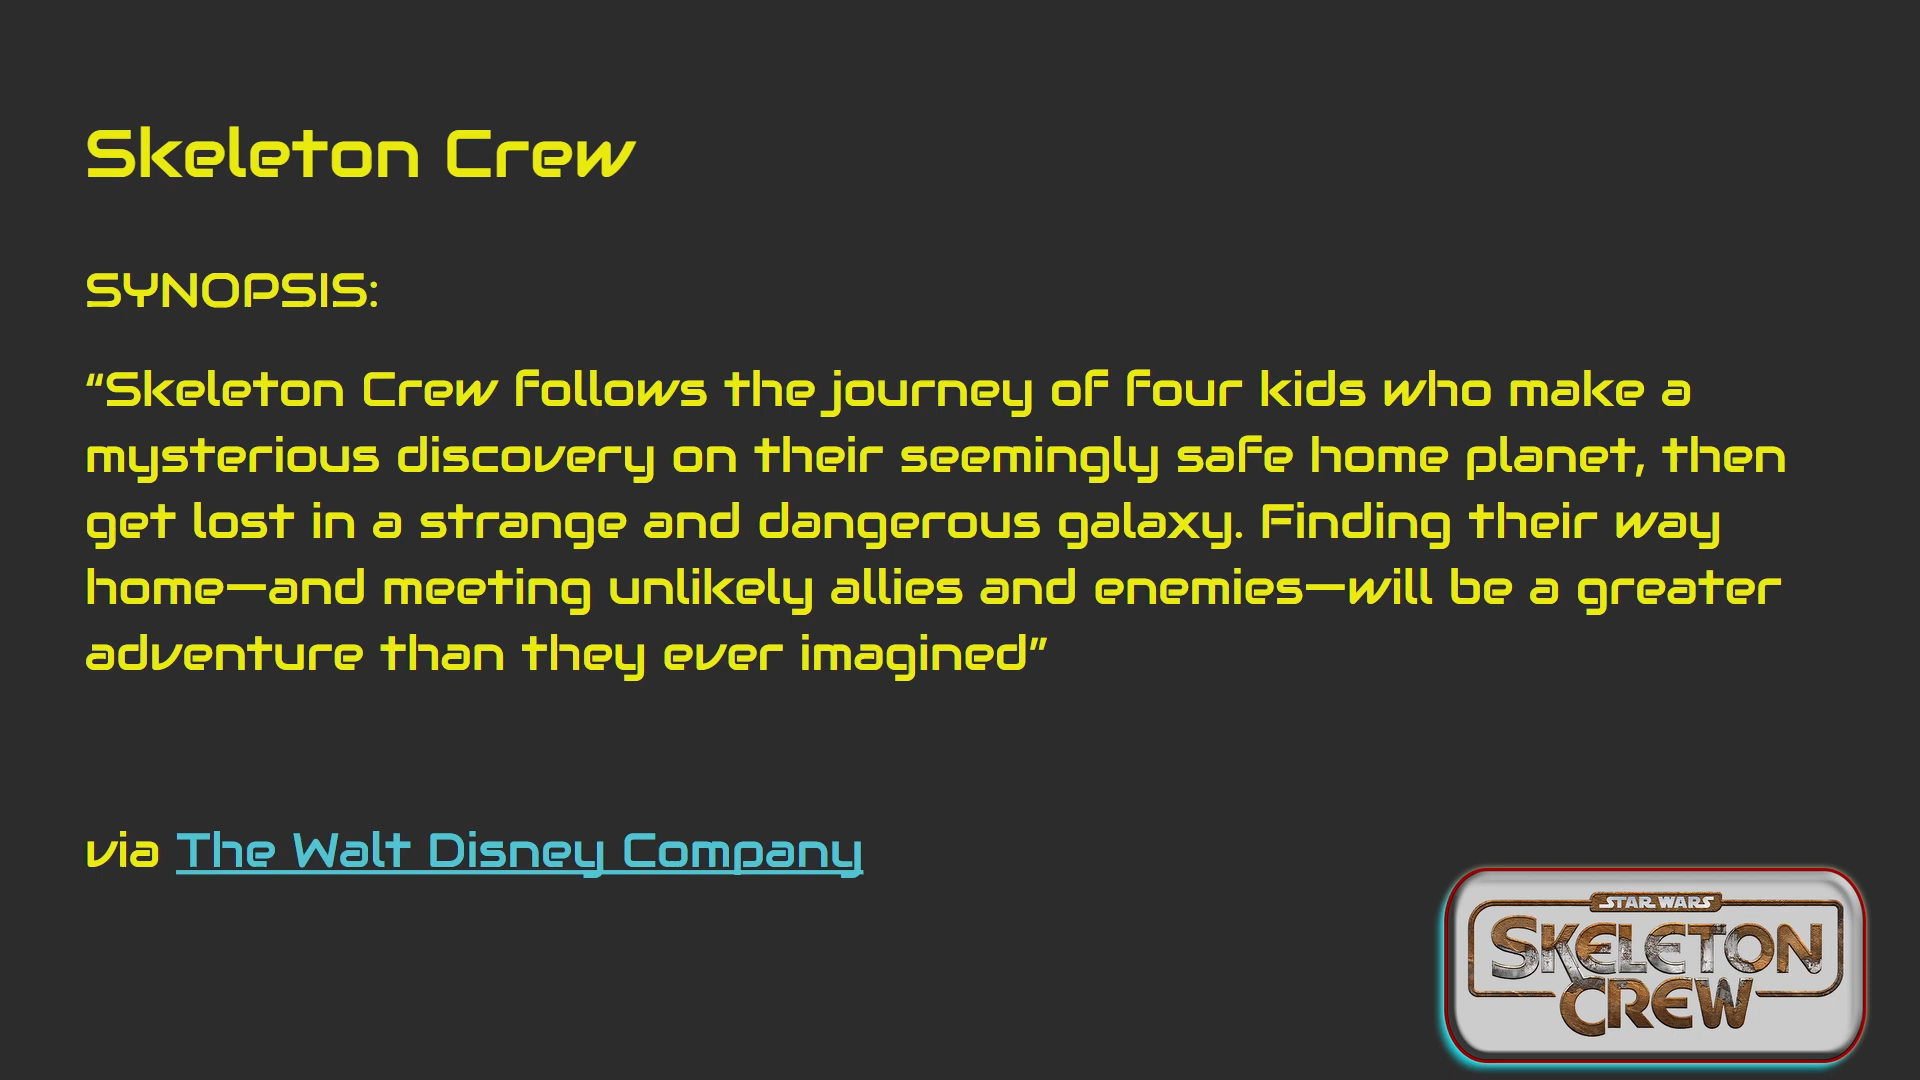 Skeleton Crew
SYNOPSIS:
“Skeleton Crew follows the journey of four kids who make a
mysterious discovery on their seemingly safe home planet, then
get lost in a strange and dangerous galaxy. Finding their way
home—and meeting unlikely allies and enemies—will be a greater
adventure than they ever imagined”
via The Walt Disney Company
STAR WARS
SKELETON
CREW